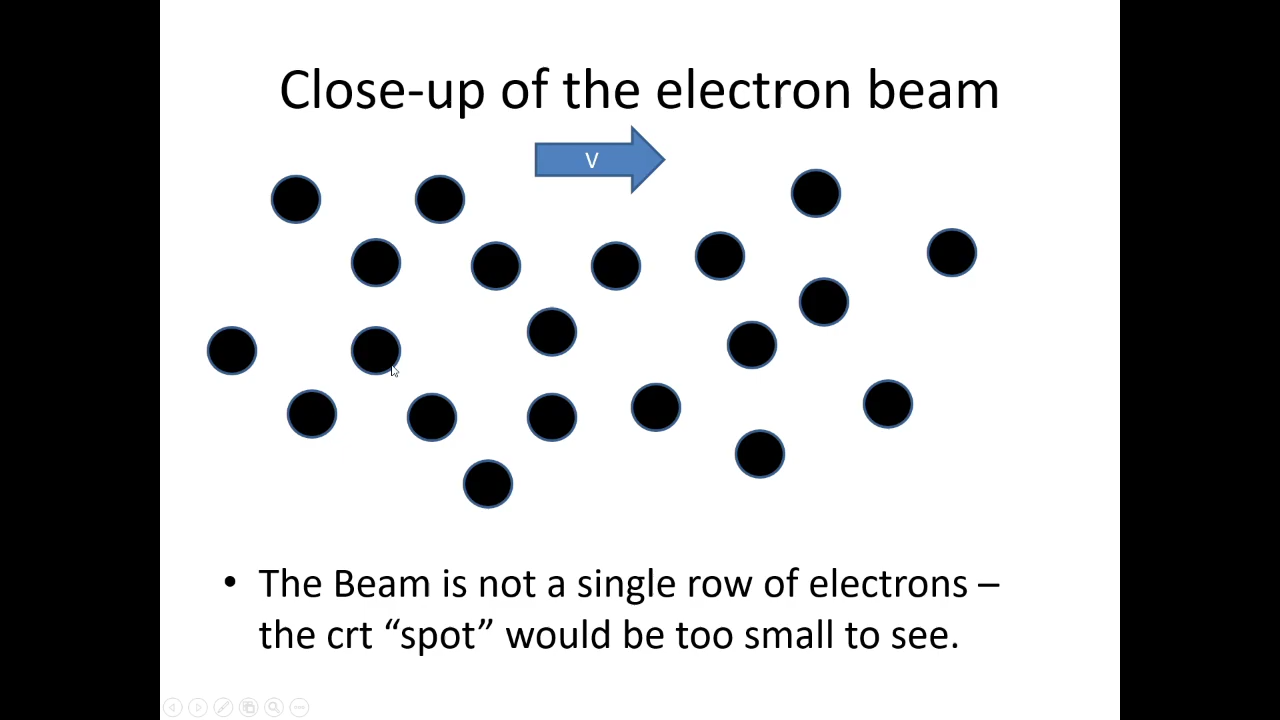 Close-up of the electron beam
V
• The Beam is not a single row of electrons –
the crt “spot” would be too small to see.